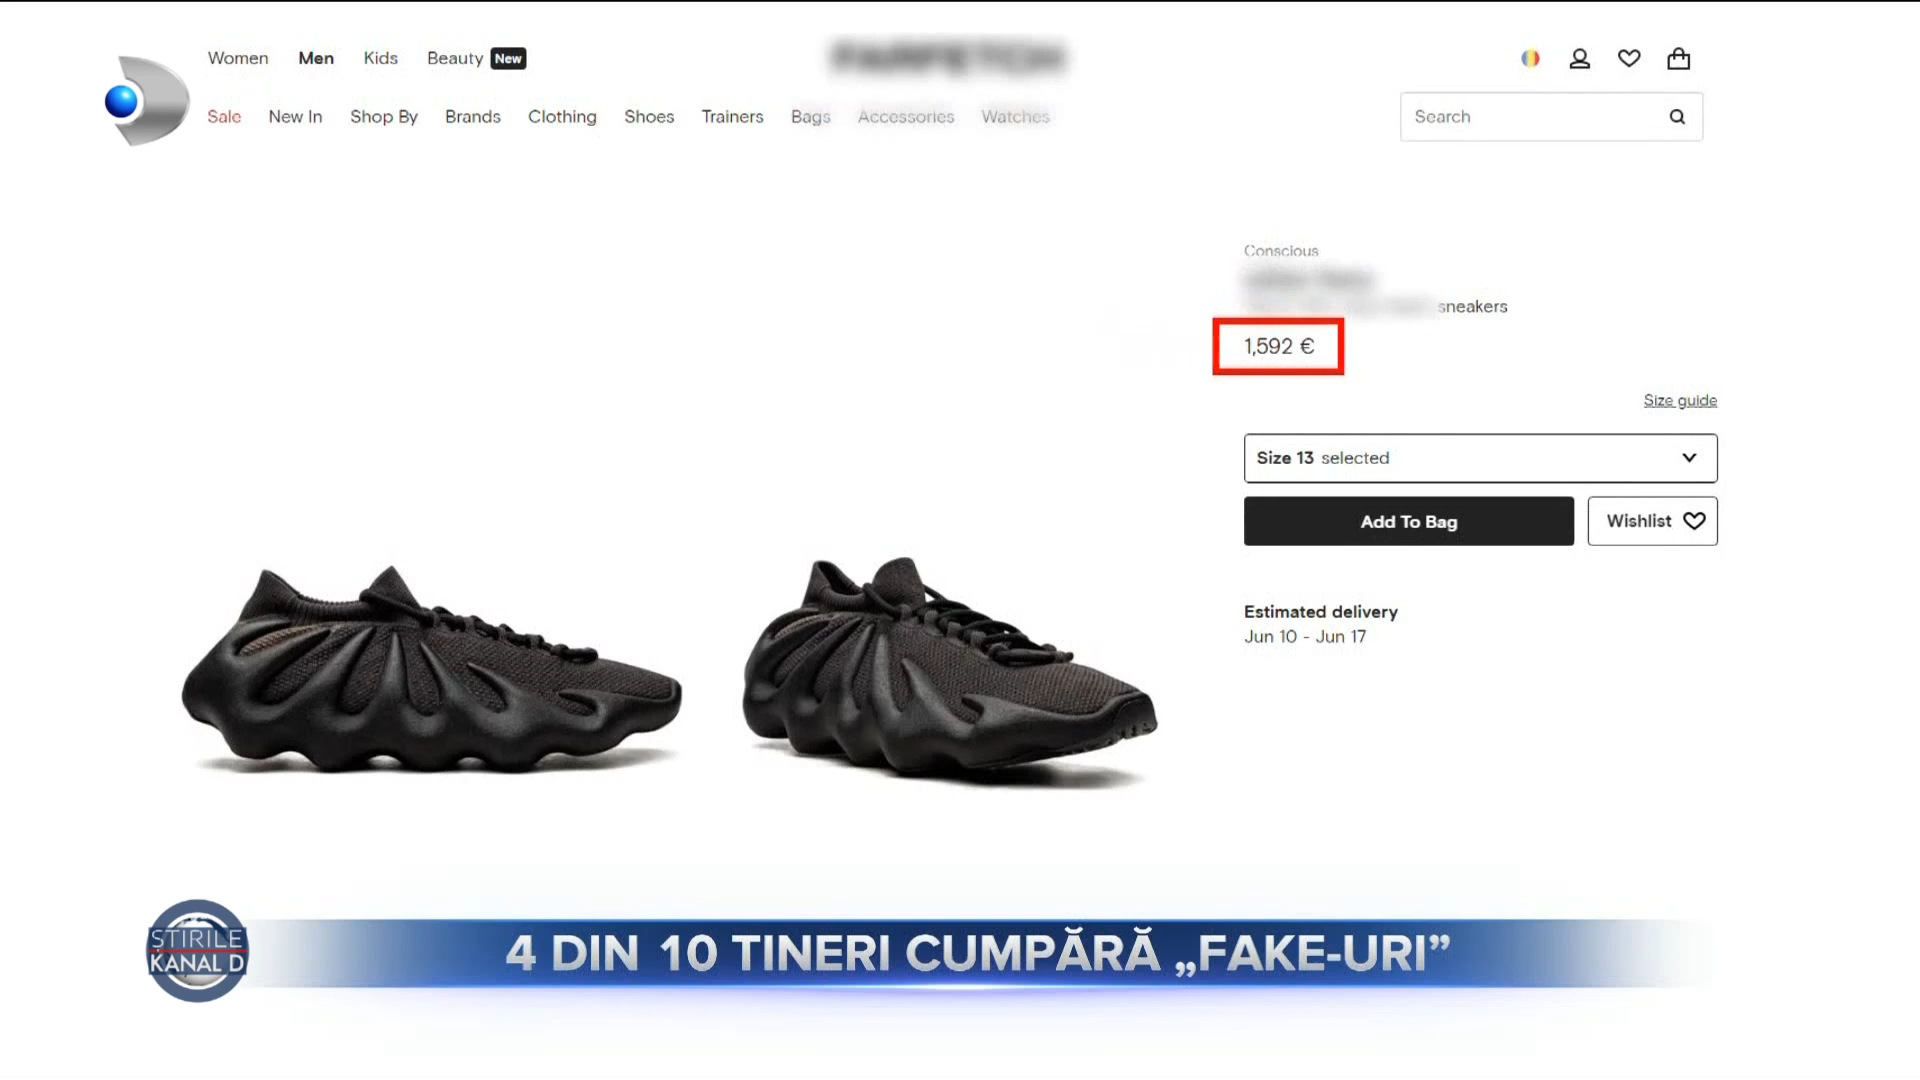 Women Men Kids Beauty New
Sale New In Shop By Brands Clothing Shoes Trainers Bags Accessories Watches
Search
Conscious
sneakers
1,592 €
Size guide
Size 13 selected
Add To Bag
Wishlist
Estimated delivery
Jun 10 - Jun 17
ȘTIRILE
KANAL D
4 DIN 10 TINERI CUMPĂRĂ „FAKE-URI”